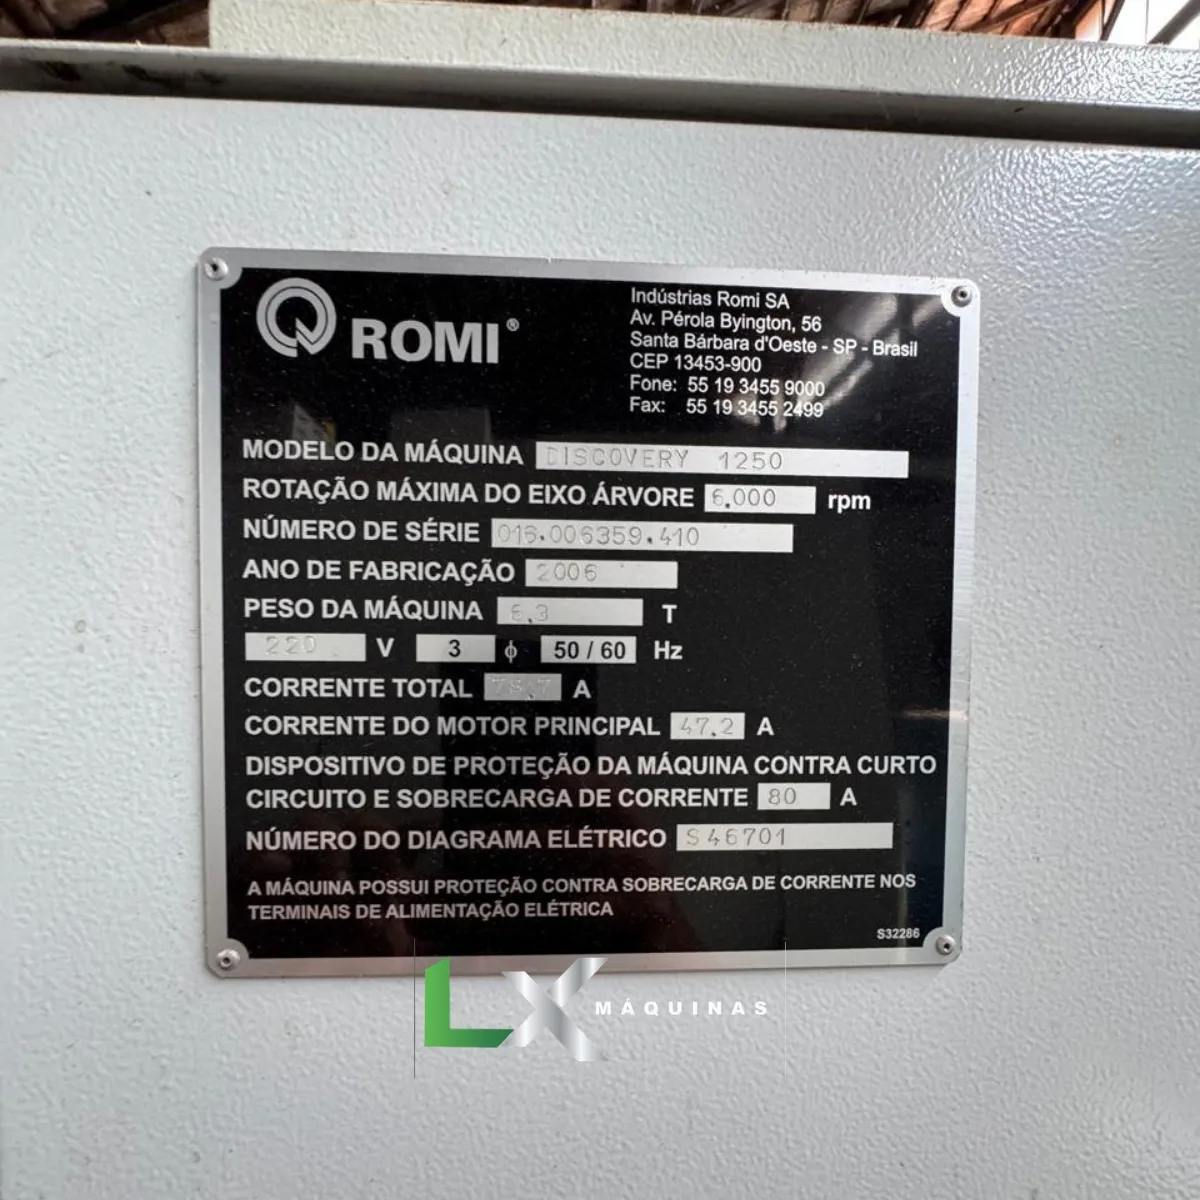 ROMI®
Indústrias Romi SA
Av. Pérola Byington, 56
Santa Bárbara d'Oeste - SP - Brasil
CEP 13453-900
Fone: 55 19 3455 9000
Fax: 55 19 3455 2499
MODELO DA MÁQUINA DISCOVERY 1250
ROTAÇÃO MÁXIMA DO EIXO ÁRVORE 6.000 rpm
NÚMERO DE SÉRIE 016.006359.410
ANO DE FABRICAÇÃO 2006
PESO DA MÁQUINA 6.3 T
220 V 3 ϕ 50 / 60 Hz
CORRENTE TOTAL A
CORRENTE DO MOTOR PRINCIPAL 47.2 A
DISPOSITIVO DE PROTEÇÃO DA MÁQUINA CONTRA CURTO
CIRCUITO E SOBRECARGA DE CORRENTE 80 A
NÚMERO DO DIAGRAMA ELÉTRICO S46701
A MÁQUINA POSSUI PROTEÇÃO CONTRA SOBRECARGA DE CORRENTE NOS
TERMINAIS DE ALIMENTAÇÃO ELÉTRICA
S32286
LX MÁQUINAS